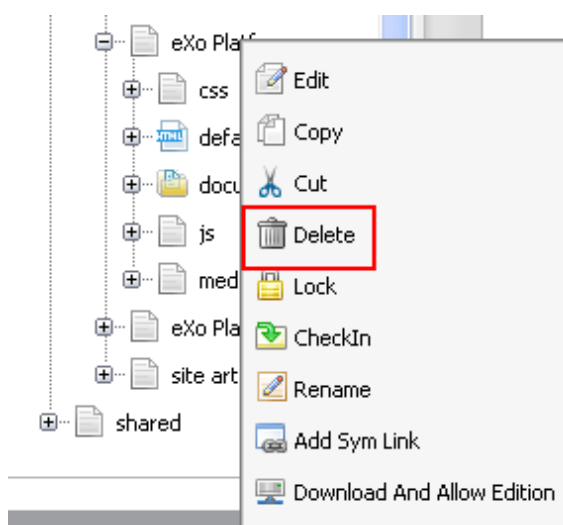 eXo Pla
css
defa
docu
js
med
eXo Pla
site art
shared
Edit
Copy
Cut
Delete
Lock
CheckIn
Rename
Add Sym Link
Download And Allow Edition